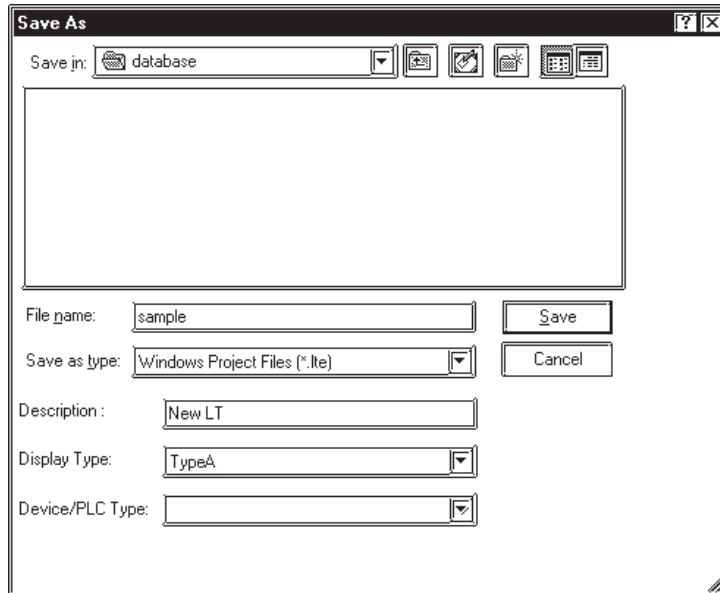 Save As
Save in: database
File name: sample
Save
Save as type: Windows Project Files (*.lte)
Cancel
Description : New LT
Display Type: TypeA
Device/PLC Type: